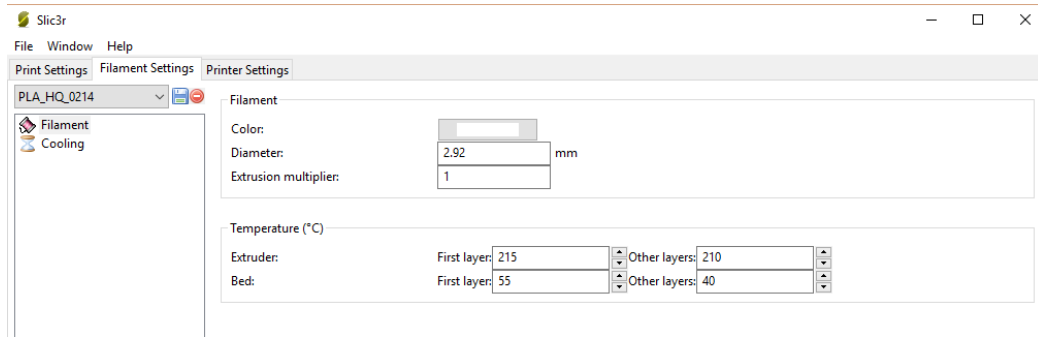 Slic3r
File Window Help
Print Settings Filament Settings Printer Settings
PLA_HQ_0214
Filament
Cooling
Filament
Color:
Diameter: 2.92 mm
Extrusion multiplier: 1
Temperature (°C)
Extruder: First layer: 215 Other layers: 210
Bed: First layer: 55 Other layers: 40